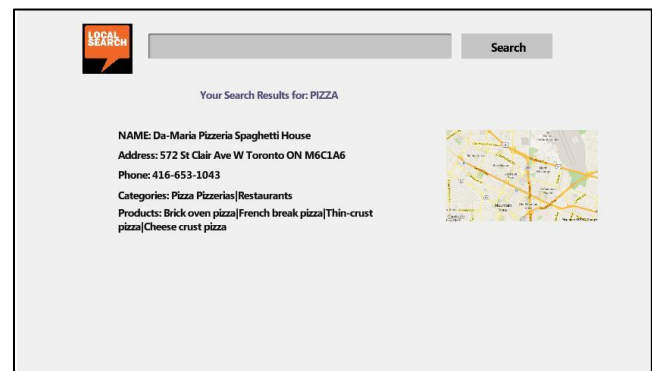 LOCAL
SEARCH
Search
Your Search Results for: PIZZA
NAME: Da-Maria Pizzeria Spaghetti House
Address: 572 St Clair Ave W Toronto ON M6C1A6
Phone: 416-653-1043
Categories: Pizza Pizzerias|Restaurants
Products: Brick oven pizza|French break pizza|Thin-crust
pizza|Cheese crust pizza